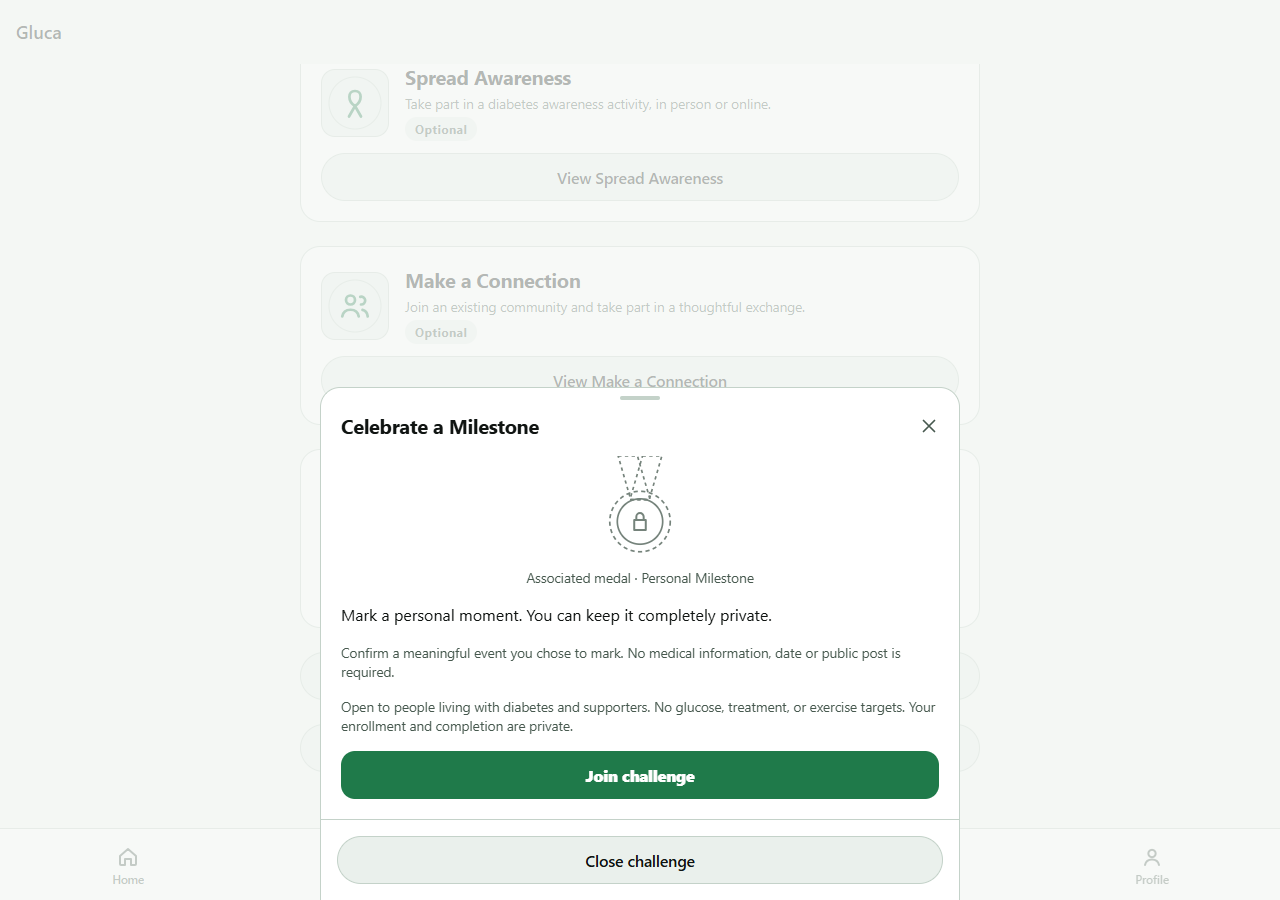 Gluca
Spread Awareness
Take part in a diabetes awareness activity, in person or online.
Optional
View Spread Awareness
Make a Connection
Join an existing community and take part in a thoughtful exchange.
Optional
View Make a Connection
Celebrate a Milestone
Associated medal · Personal Milestone
Mark a personal moment. You can keep it completely private.
Confirm a meaningful event you chose to mark. No medical information, date or public post is
required.
Open to people living with diabetes and supporters. No glucose, treatment, or exercise targets. Your
enrollment and completion are private.
Join challenge
Close challenge
Home
Profile